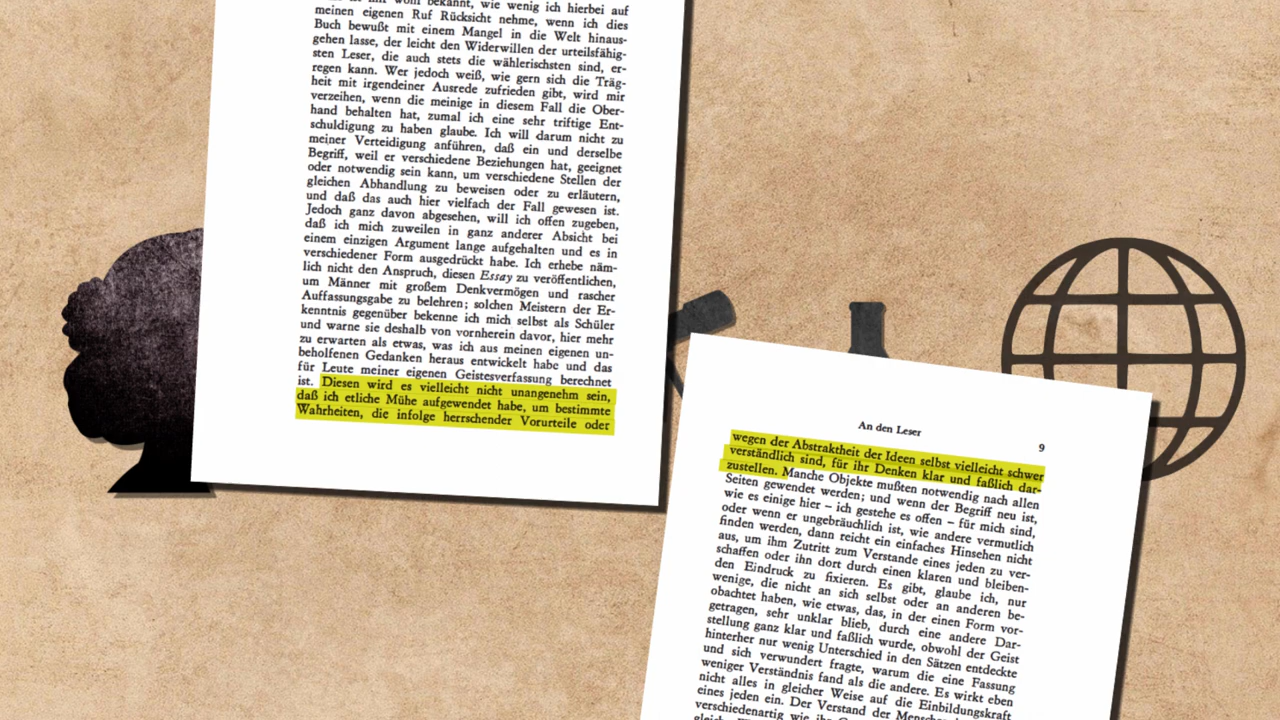 wohl bekannt, wie wenig ich hierbei auf
meinen eigenen Ruf Rücksicht nehme, wenn ich dies
Buch bewußt mit einem Mangel in die Welt hinaus-
gehen lasse, der leicht den Widerwillen der urteilsfähig-
sten Leser, die auch stets die wählerischsten sind, er-
regen kann. Wer jedoch weiß, wie gern sich die Träg-
heit mit irgendeiner Ausrede zufrieden gibt, wird mir
verzeihen, wenn die meinige in diesem Fall die Ober-
hand behalten hat, zumal ich eine sehr triftige Ent-
schuldigung zu haben glaube. Ich will darum nicht zu
meiner Verteidigung anführen, daß ein und derselbe
Begriff, weil er verschiedene Beziehungen hat, geeignet
oder notwendig sein kann, um verschiedene Stellen der
gleichen Abhandlung zu beweisen oder zu erläutern,
und daß das auch hier vielfach der Fall gewesen ist.
Jedoch ganz davon abgesehen, will ich offen zugeben,
daß ich mich zuweilen in ganz anderer Absicht bei
einem einzigen Argument lange aufgehalten und es in
verschiedener Form ausgedrückt habe. Ich erhebe näm-
lich nicht den Anspruch, diesen Essay zu veröffentlichen,
um Männer mit großem Denkvermögen und rascher
Auffassungsgabe zu belehren; solchen Meistern der Er-
kenntnis gegenüber bekenne ich mich selbst als Schüler
und warne sie deshalb von vornherein davor, hier mehr
zu erwarten als etwas, was ich aus meinen eigenen un-
beholfenen Gedanken heraus entwickelt habe und das
für Leute meiner eigenen Geistesverfassung berechnet
ist. Diesen wird es vielleicht nicht unangenehm sein,
daß ich etliche Mühe aufgewendet habe, um bestimmte
Wahrheiten, die infolge herrschender Vorurteile oder
An den Leser
9
wegen der Abstraktheit der Ideen selbst vielleicht schwer
verständlich sind, für ihr Denken klar und faßlich dar-
zustellen. Manche Objekte mußten notwendig nach allen
Seiten gewendet werden; und wenn der Begriff neu ist,
wie es einige hier – ich gestehe es offen – für mich sind,
oder wenn er ungebräuchlich ist, wie andere vermutlich
finden werden, dann reicht ein einfaches Hinsehen nicht
aus, um ihm Zutritt zum Verstande eines jeden zu ver-
schaffen oder ihn dort durch einen klaren und bleiben-
den Eindruck zu fixieren. Es gibt, glaube ich, nur
wenige, die nicht an sich selbst oder an anderen be-
obachtet haben, wie etwas, das, in der einen Form vor-
getragen, sehr unklar blieb, durch eine andere Dar-
stellung ganz klar und faßlich wurde, obwohl der Geist
hinterher nur wenig Unterschied in den Sätzen entdeckte
und sich verwundert fragte, warum die eine Fassung
weniger Verständnis fand als die andere. Es wirkt eben
nicht alles in gleicher Weise auf die Einbildungskraft
eines jeden ein. Der Verstand der
verschiedenartig wie